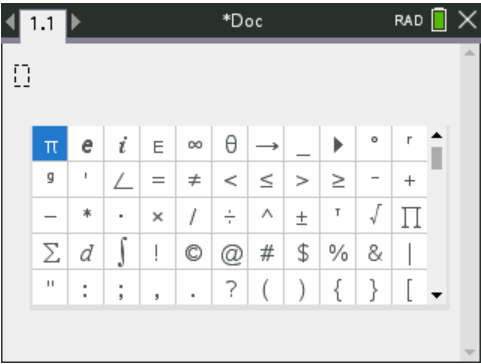 1.1 *Doc RAD
π e i E ∞ θ → _ ▶ ° ʳ
ᵍ ' ∠ = ≠ < ≤ > ≥ ⁻ +
− * · × / ÷ ^ ± ᵀ √ ∏
∑ d ∫ ! © @ # $ % & |
" : ; , . ? ( ) { } [